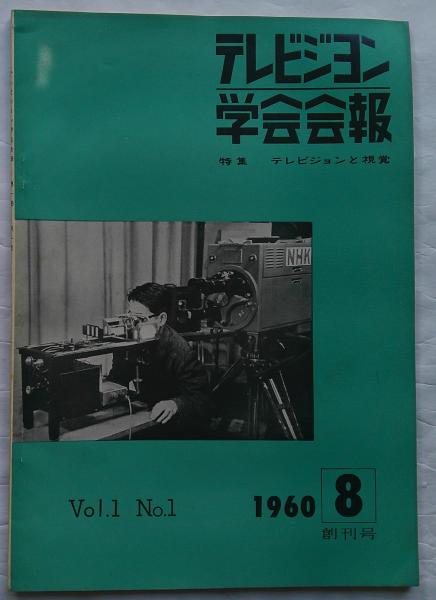 テレビジョン
学会会報
特集 テレビジョンと視覚
NHK
Vol.1 No.1
1960 8
創刊号